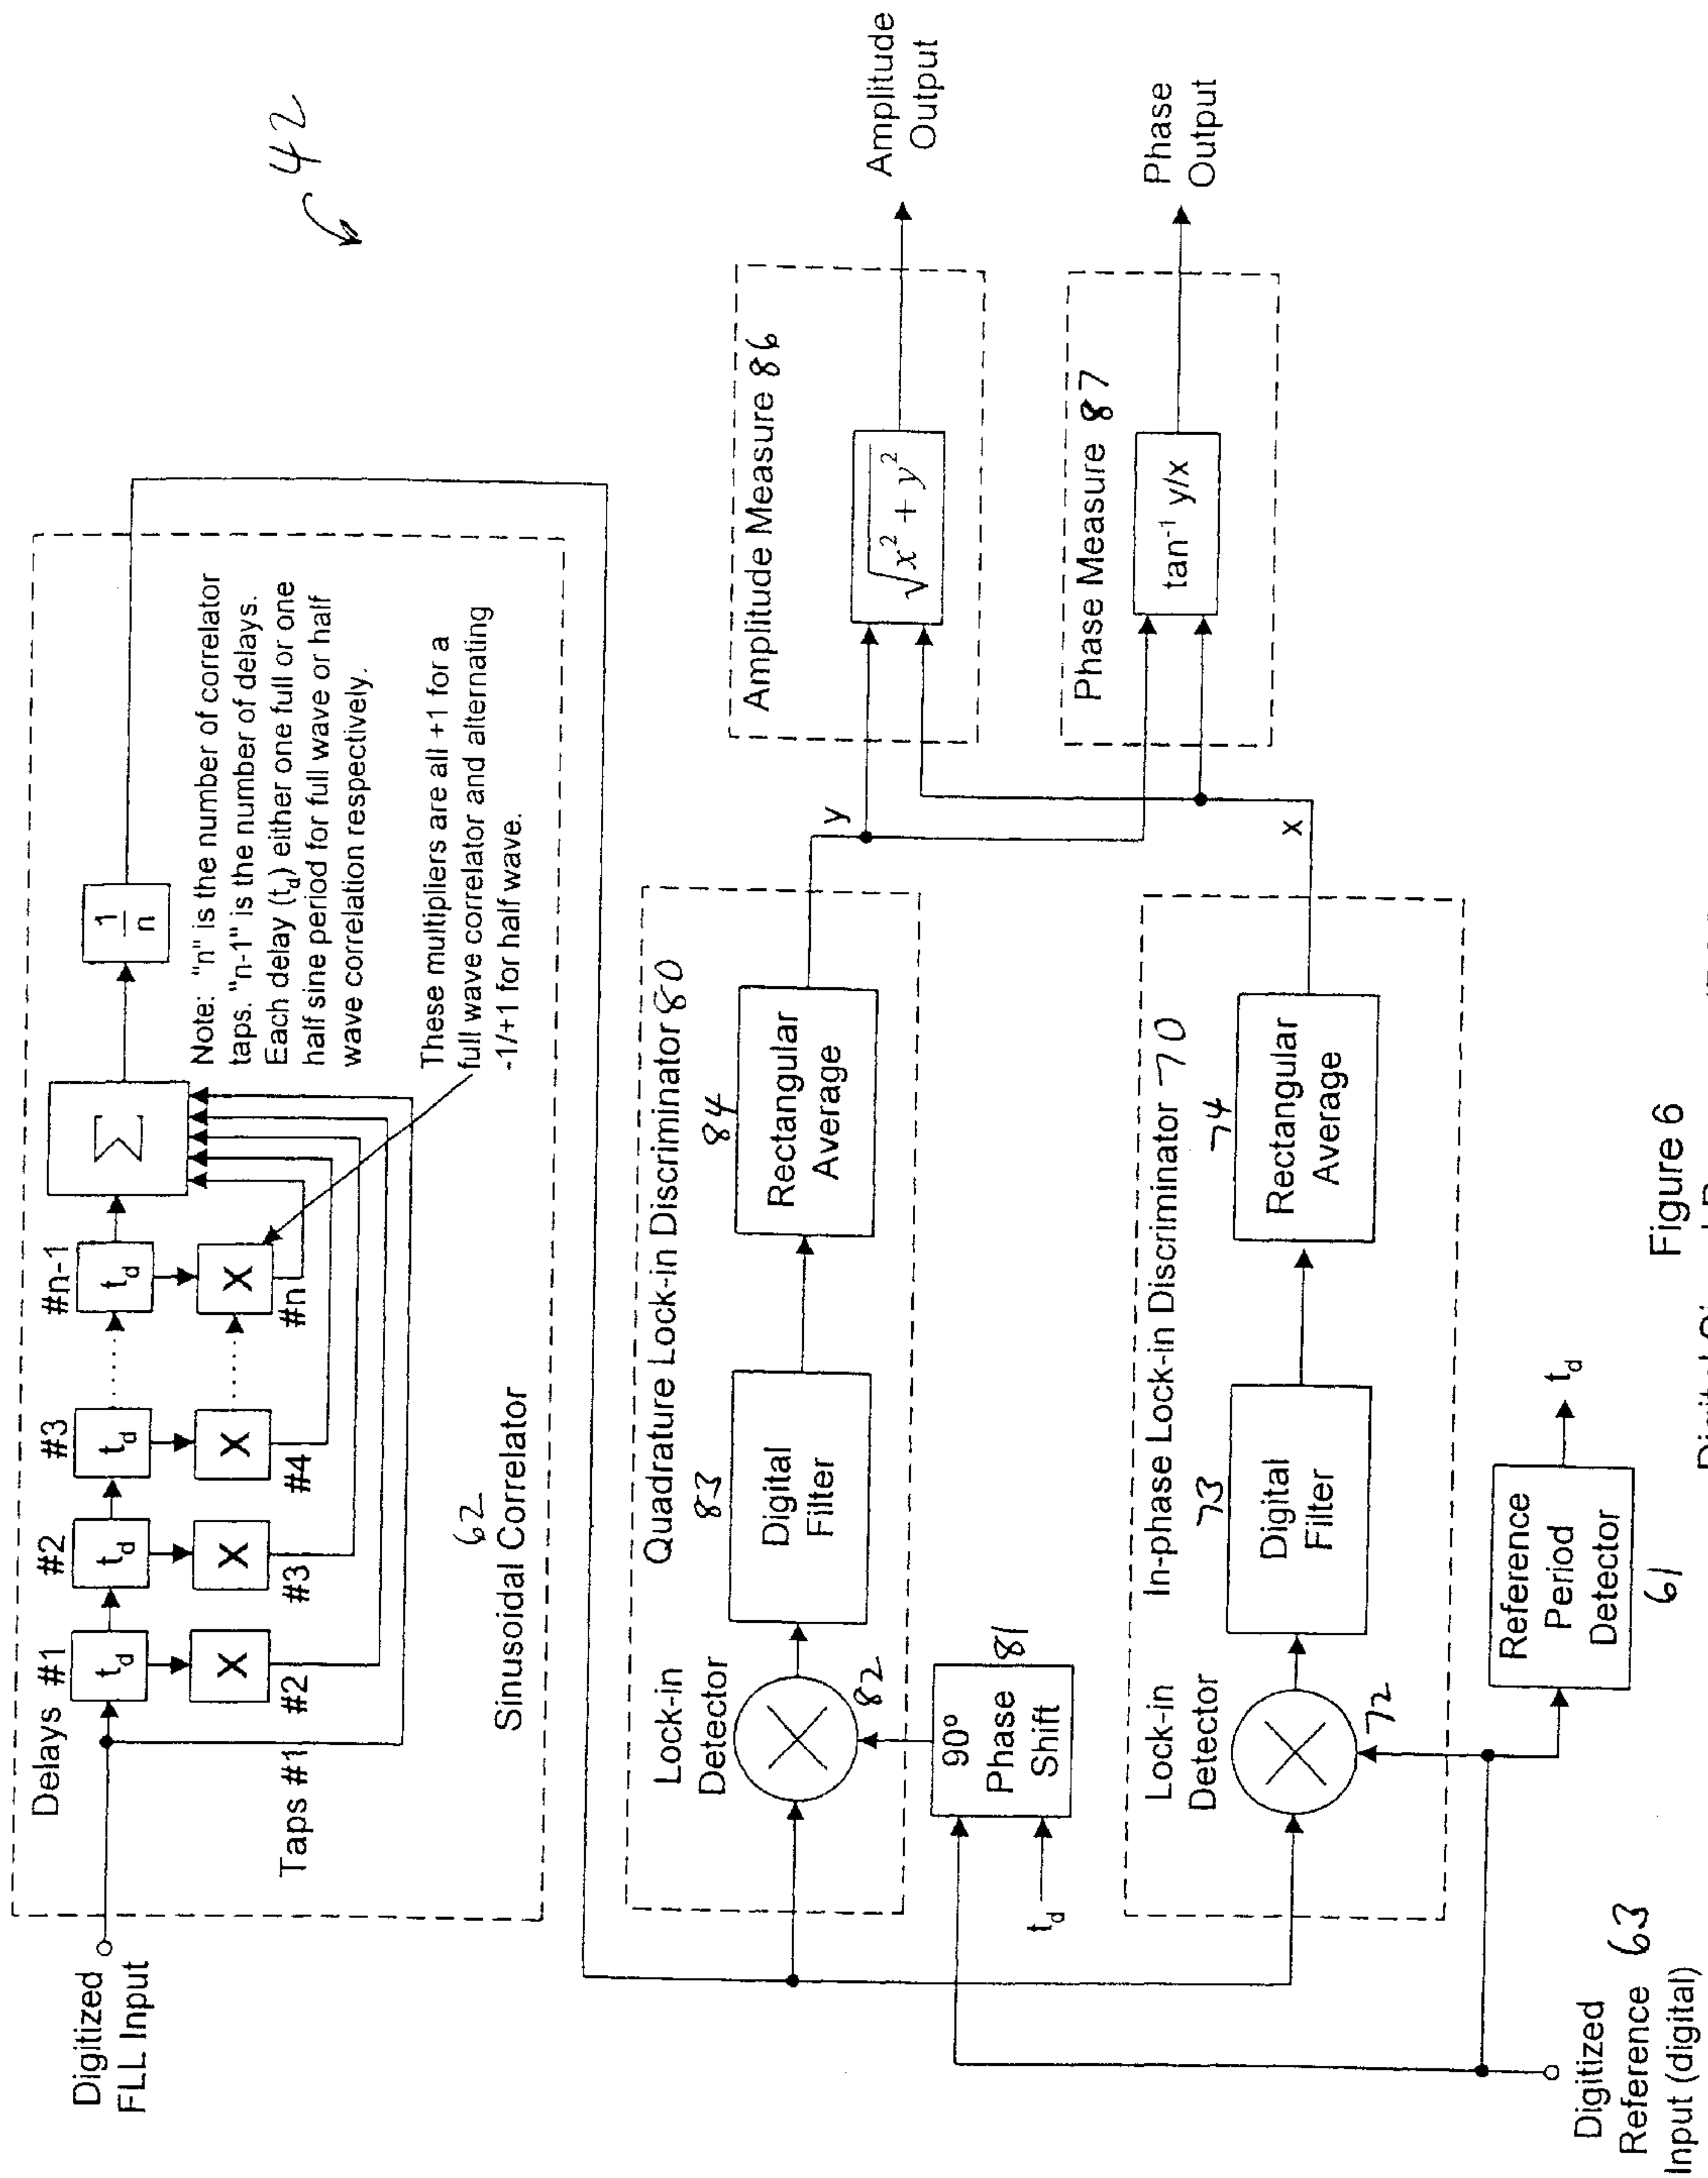 42
Digitized
FLL Input
Delays #1
#2
#3
#n-1
t_d
t_d
t_d
t_d
X
X
X
X
Taps #1
#2
#3
#4
#n
Σ
1/n
Note: "n" is the number of correlator
taps. "n-1" is the number of delays.
Each delay (t_d) either one full or one
half sine period for full wave or half
wave correlation respectively.
These multipliers are all +1 for a
full wave correlator and alternating
-1/+1 for half wave.
62
Sinusoidal Correlator
Quadrature Lock-in Discriminator 80
Lock-in
Detector
82
83
Digital
Filter
84
Rectangular
Average
y
Amplitude Measure 86
√x² + y²
Amplitude
Output
90°
Phase
Shift
81
t_d
In-phase Lock-in Discriminator 70
Lock-in
Detector
72
73
Digital
Filter
74
Rectangular
Average
x
Phase Measure 87
tan⁻¹ y/x
Phase
Output
Reference
Period
Detector
61
t_d
Digitized
Reference 63
Input (digital)
Figure 6
Digital Signal